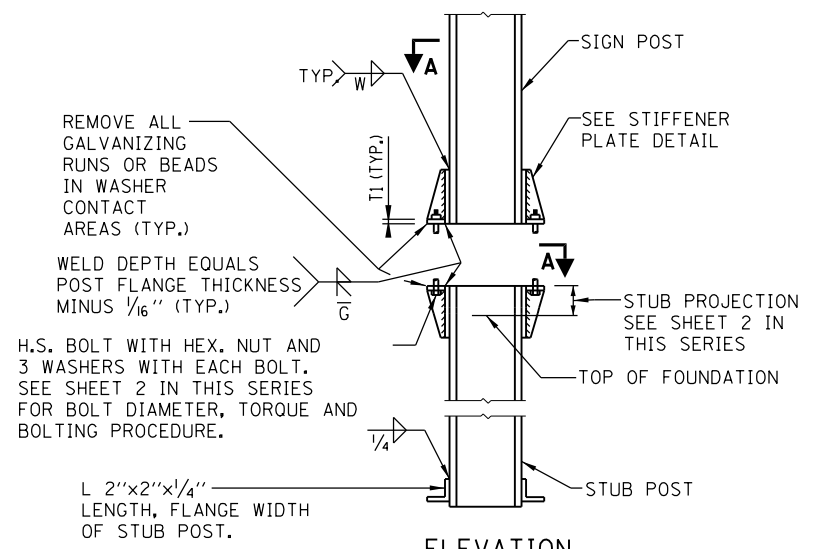 SIGN POST
A
TYP.
W
REMOVE ALL
GALVANIZING
RUNS OR BEADS
IN WASHER
CONTACT
AREAS (TYP.)
T1 (TYP.)
SEE STIFFENER
PLATE DETAIL
WELD DEPTH EQUALS
POST FLANGE THICKNESS
MINUS 1/16" (TYP.)
G
A
STUB PROJECTION
SEE SHEET 2 IN
THIS SERIES
H.S. BOLT WITH HEX. NUT AND
3 WASHERS WITH EACH BOLT.
SEE SHEET 2 IN THIS SERIES
FOR BOLT DIAMETER, TORQUE AND
BOLTING PROCEDURE.
TOP OF FOUNDATION
1/4
L 2"x2"x1/4"
LENGTH, FLANGE WIDTH
OF STUB POST.
STUB POST
ELEVATION